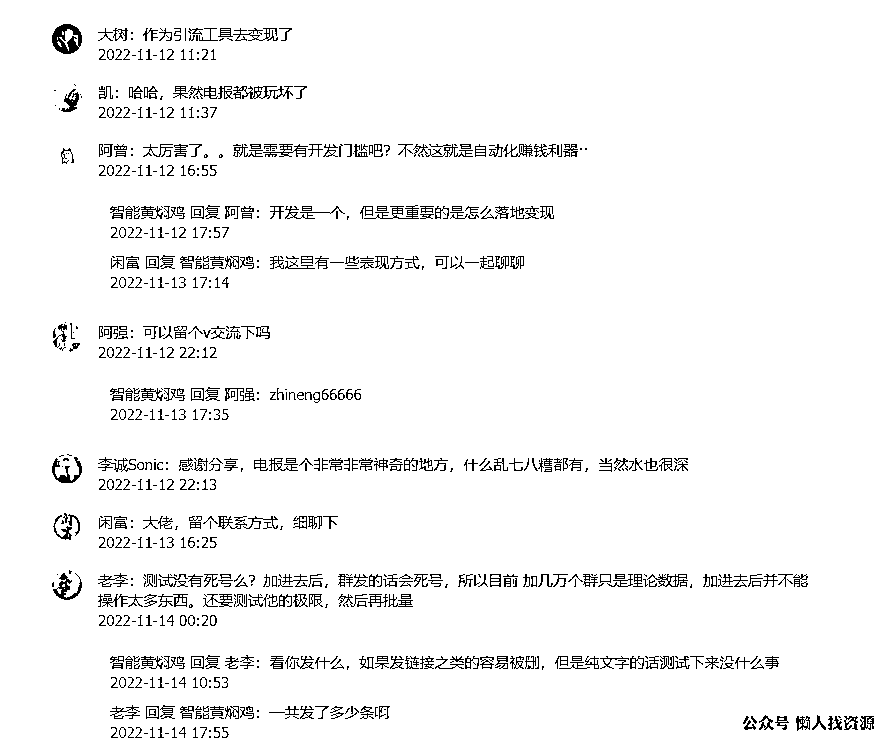 大树：作为引流工具去变现了
2022-11-12 11:21
凯：哈哈，果然电报都被玩坏了
2022-11-12 11:37
阿曾：太厉害了。。就是需要有开发门槛吧？不然这就是自动化赚钱利器··
2022-11-12 16:55
智能黄焖鸡 回复 阿曾：开发是一个，但是更重要的是怎么落地变现
2022-11-12 17:57
闲富 回复 智能黄焖鸡：我这里有一些表现方式，可以一起聊聊
2022-11-13 17:14
阿强：可以留个v交流下吗
2022-11-12 22:12
智能黄焖鸡 回复 阿强：zhineng66666
2022-11-13 17:35
李诚Sonic：感谢分享，电报是个非常非常神奇的地方，什么乱七八糟都有，当然水也很深
2022-11-12 22:13
闲富：大佬，留个联系方式，细聊下
2022-11-13 16:25
老李：测试没有死号么？加进去后，群发的话会死号，所以目前 加几万个群只是理论数据，加进去后并不能
操作太多东西。还要测试他的极限，然后再批量
2022-11-14 00:20
智能黄焖鸡 回复 老李：看你发什么，如果发链接之类的容易被删，但是纯文字的话测试下来没什么事
2022-11-14 10:53
老李 回复 智能黄焖鸡：一共发了多少条啊
2022-11-14 17:55
公众号 懒人找资源